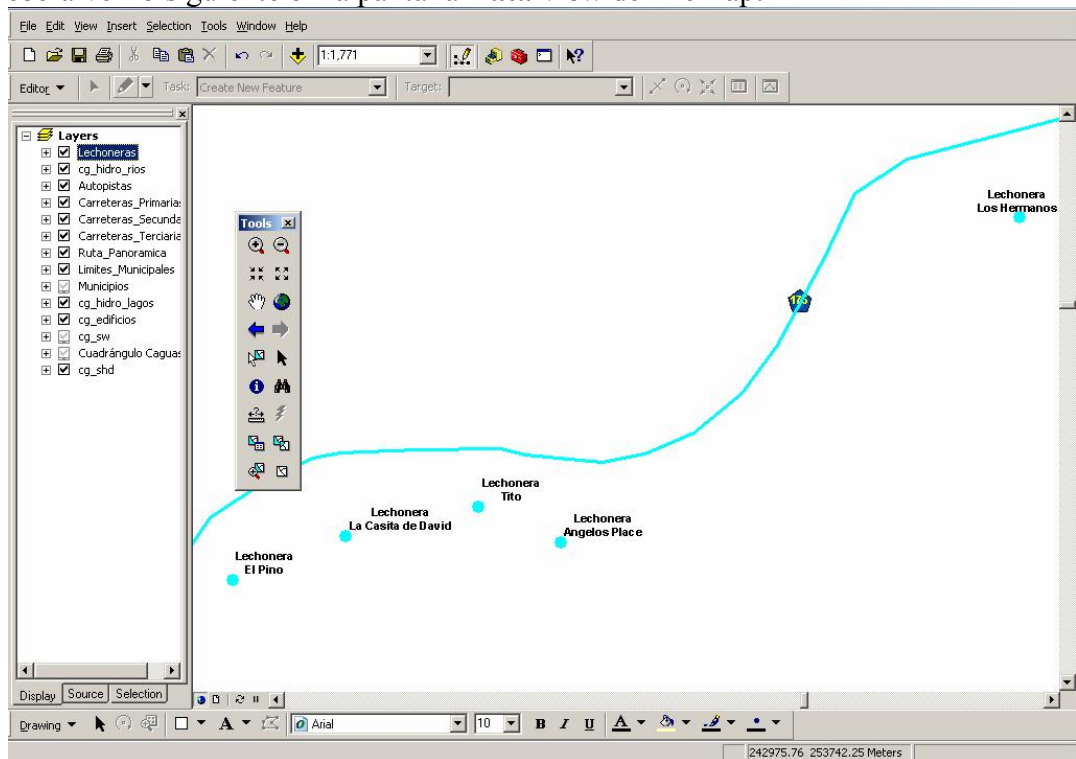 File Edit View Insert Selection Tools Window Help
1:1,771
Editor Task: Create New Feature Target:
Layers
Lechoneras
cg_hidro_rios
Autopistas
Carreteras_Primarias
Carreteras_Secunda
Carreteras_Terciaria
Ruta_Panoramica
Limites_Municipales
Municipios
cg_hidro_lagos
cg_edificios
cg_sw
Cuadrángulo Caguas
cg_shd
Tools
Lechonera
Los Hermanos
Lechonera
Tito
Lechonera
La Casita de David
Lechonera
Angelos Place
Lechonera
El Pino
Display Source Selection
Drawing A Arial 10 B I U A
242975.76 253742.25 Meters